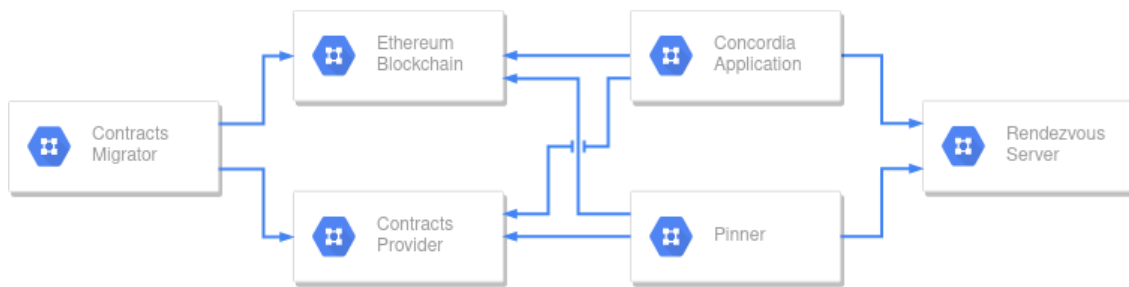 Ethereum
Blockchain
Concordia
Application
Contracts
Migrator
Rendezvous
Server
Contracts
Provider
Pinner